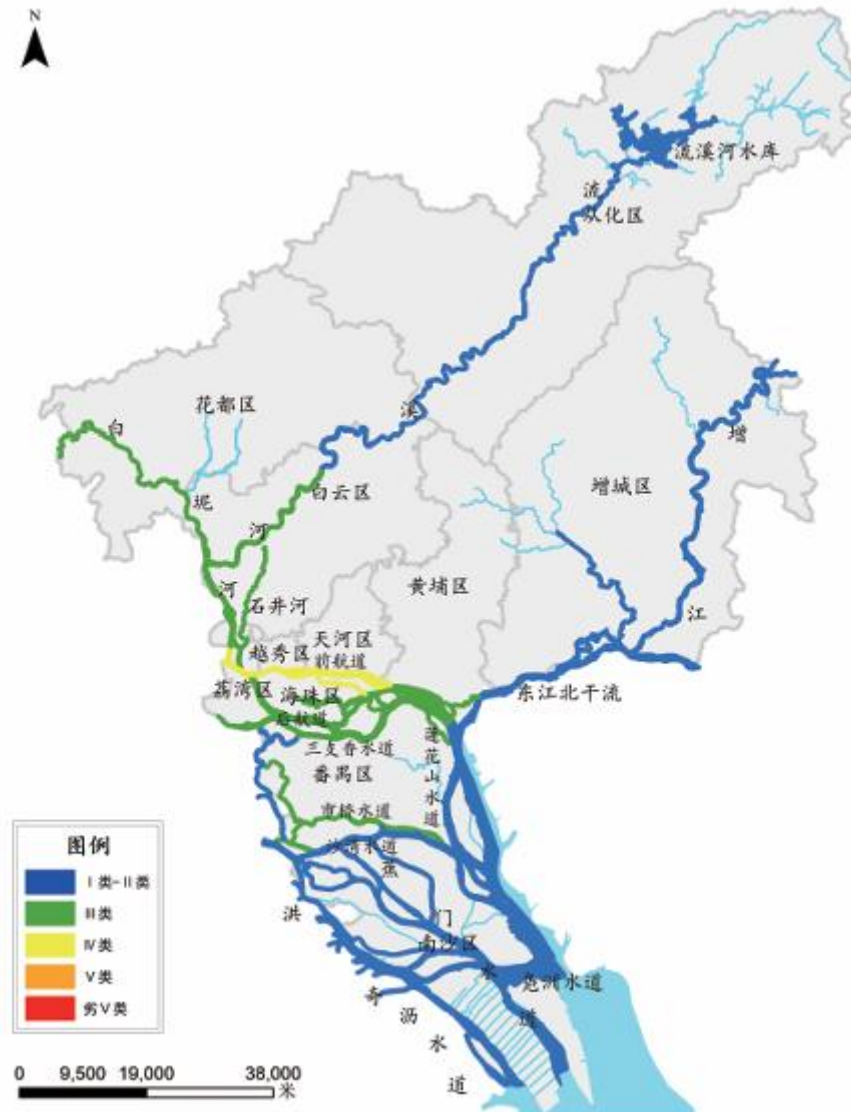 N
流溪河水库
流
从化区
溪
花都区
白
增
坭
白云区
增城区
河
黄埔区
河
石井河
江
天河区
越秀区
前航道
荔湾区
海珠区
东江北干流
后航道
三支香水道
莲花山水道
番禺区
市桥水道
沙湾水道
蕉
洪
门
南沙区
水
凫洲水道
奇
道
沥
水
道
图例
Ⅰ类-Ⅱ类
Ⅲ类
Ⅳ类
Ⅴ类
劣Ⅴ类
0 9,500 19,000 38,000
米